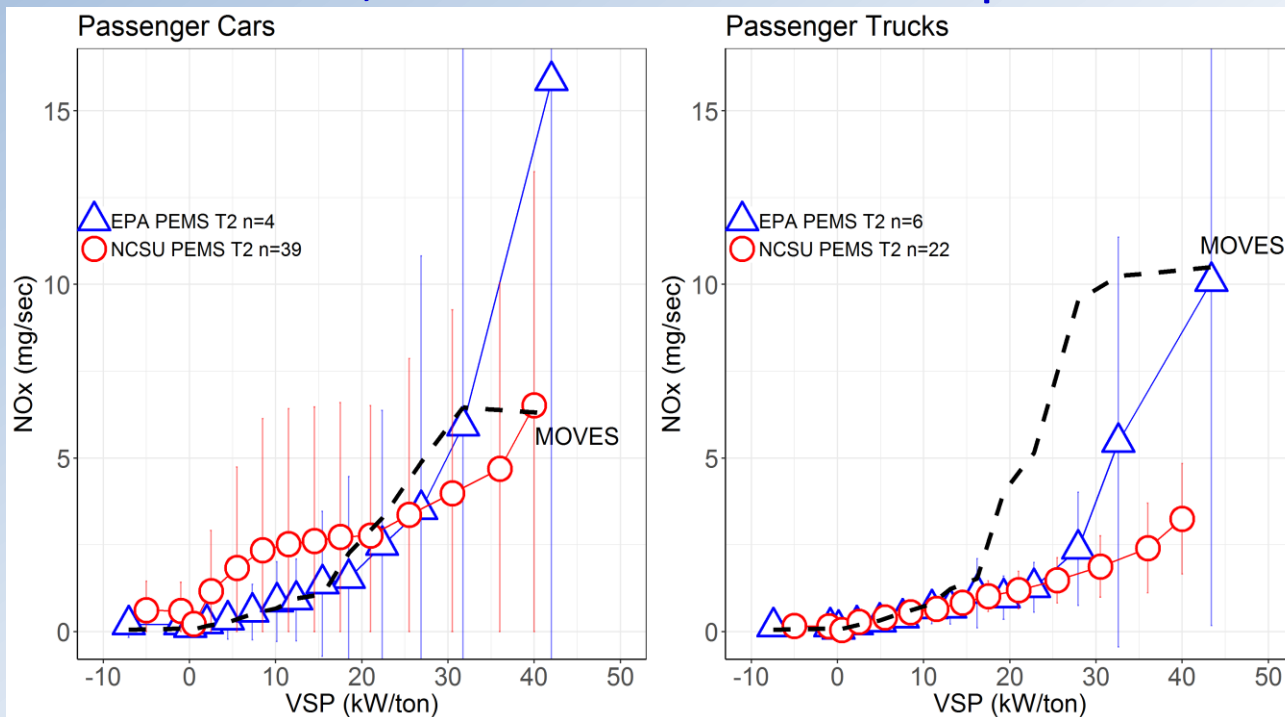 Passenger Cars
15
10
5
0
NOx (mg/sec)
EPA PEMS T2 n=4
NCSU PEMS T2 n=39
MOVES
-10 0 10 20 30 40 50
VSP (kW/ton)
Passenger Trucks
15
10
5
0
NOx (mg/sec)
EPA PEMS T2 n=6
NCSU PEMS T2 n=22
MOVES
-10 0 10 20 30 40 50
VSP (kW/ton)